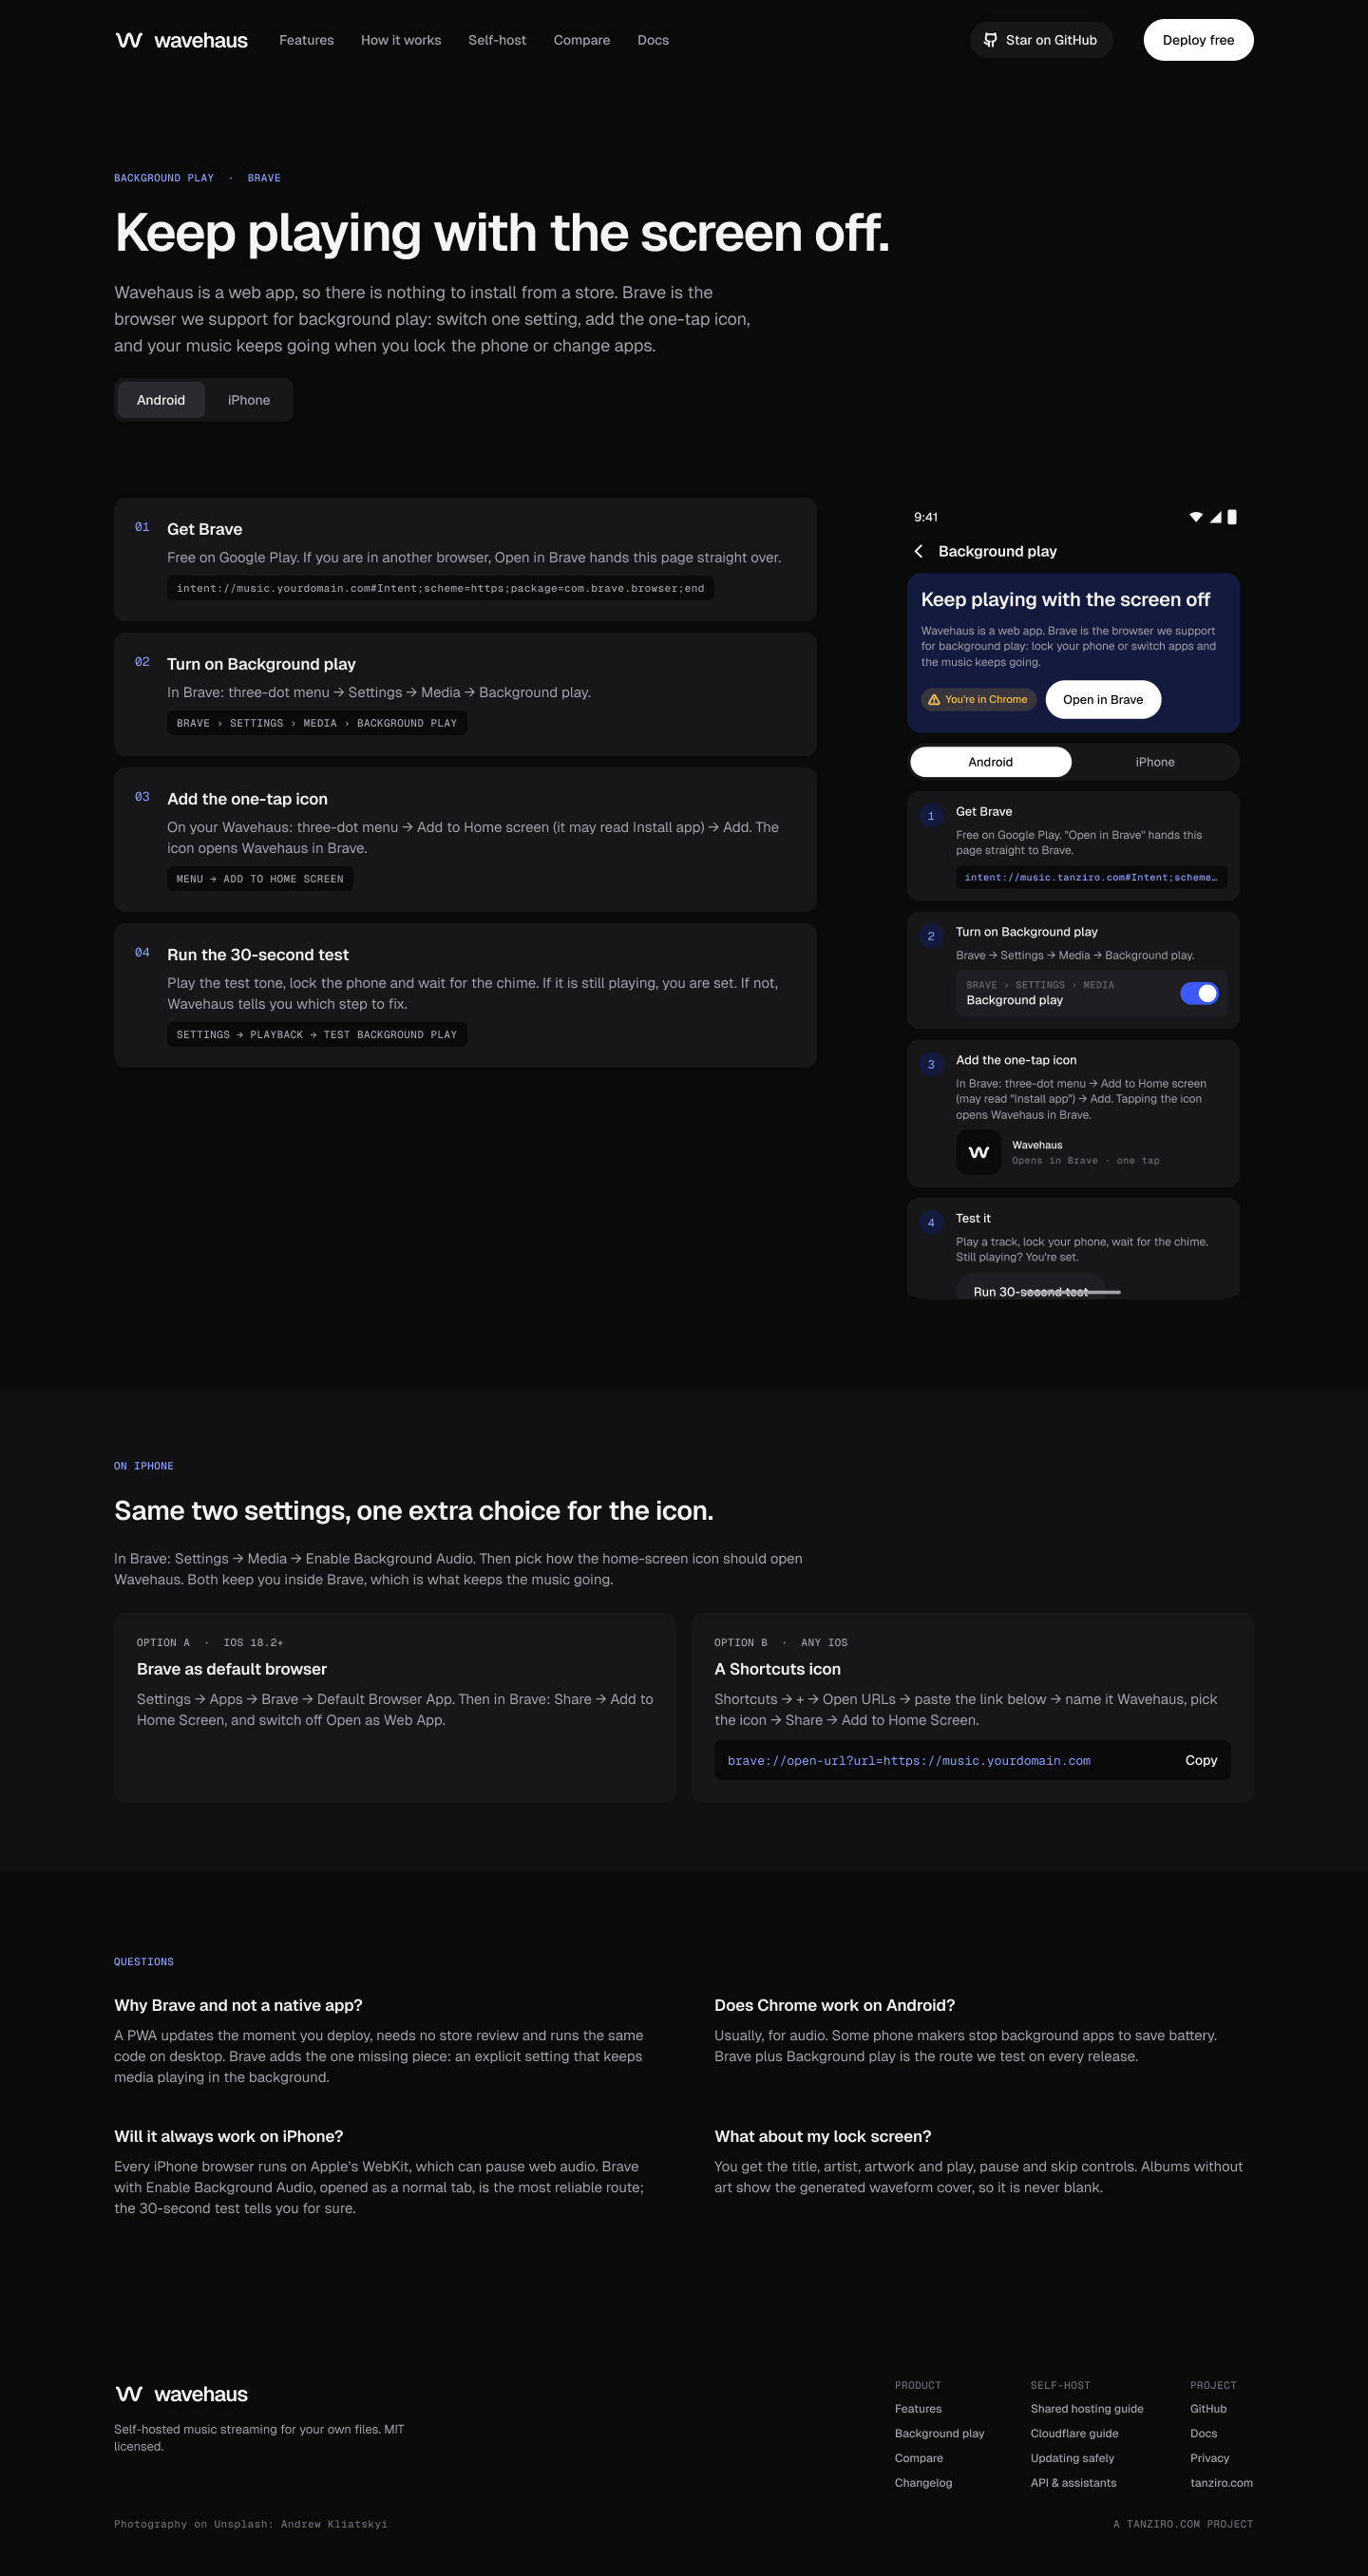 wavehaus
Features
How it works
Self-host
Compare
Docs
Star on GitHub
Deploy free
BACKGROUND PLAY · BRAVE
Keep playing with the screen off.
Wavehaus is a web app, so there is nothing to install from a store. Brave is the
browser we support for background play: switch one setting, add the one-tap icon,
and your music keeps going when you lock the phone or change apps.
Android
iPhone
01
Get Brave
Free on Google Play. If you are in another browser, Open in Brave hands this page straight over.
intent://music.yourdomain.com#Intent;scheme=https;package=com.brave.browser;end
02
Turn on Background play
In Brave: three-dot menu → Settings → Media → Background play.
BRAVE › SETTINGS › MEDIA › BACKGROUND PLAY
03
Add the one-tap icon
On your Wavehaus: three-dot menu → Add to Home screen (it may read Install app) → Add. The
icon opens Wavehaus in Brave.
MENU → ADD TO HOME SCREEN
04
Run the 30-second test
Play the test tone, lock the phone and wait for the chime. If it is still playing, you are set. If not,
Wavehaus tells you which step to fix.
SETTINGS → PLAYBACK → TEST BACKGROUND PLAY
9:41
Background play
Keep playing with the screen off
Wavehaus is a web app. Brave is the browser we support
for background play: lock your phone or switch apps and
the music keeps going.
You're in Chrome
Open in Brave
Android
iPhone
1
Get Brave
Free on Google Play. "Open in Brave" hands this
page straight to Brave.
intent://music.tanziro.com#Intent;scheme…
2
Turn on Background play
Brave → Settings → Media → Background play.
BRAVE › SETTINGS › MEDIA
Background play
3
Add the one-tap icon
In Brave: three-dot menu → Add to Home screen
(may read "Install app") → Add. Tapping the icon
opens Wavehaus in Brave.
Wavehaus
Opens in Brave · one tap
4
Test it
Play a track, lock your phone, wait for the chime.
Still playing? You're set.
Run 30-second test
ON IPHONE
Same two settings, one extra choice for the icon.
In Brave: Settings → Media → Enable Background Audio. Then pick how the home-screen icon should open
Wavehaus. Both keep you inside Brave, which is what keeps the music going.
OPTION A · IOS 18.2+
Brave as default browser
Settings → Apps → Brave → Default Browser App. Then in Brave: Share → Add to
Home Screen, and switch off Open as Web App.
OPTION B · ANY IOS
A Shortcuts icon
Shortcuts → + → Open URLs → paste the link below → name it Wavehaus, pick
the icon → Share → Add to Home Screen.
brave://open-url?url=https://music.yourdomain.com
Copy
QUESTIONS
Why Brave and not a native app?
A PWA updates the moment you deploy, needs no store review and runs the same
code on desktop. Brave adds the one missing piece: an explicit setting that keeps
media playing in the background.
Does Chrome work on Android?
Usually, for audio. Some phone makers stop background apps to save battery.
Brave plus Background play is the route we test on every release.
Will it always work on iPhone?
Every iPhone browser runs on Apple’s WebKit, which can pause web audio. Brave
with Enable Background Audio, opened as a normal tab, is the most reliable route;
the 30-second test tells you for sure.
What about my lock screen?
You get the title, artist, artwork and play, pause and skip controls. Albums without
art show the generated waveform cover, so it is never blank.
wavehaus
Self-hosted music streaming for your own files. MIT
licensed.
PRODUCT
Features
Background play
Compare
Changelog
SELF-HOST
Shared hosting guide
Cloudflare guide
Updating safely
API & assistants
PROJECT
GitHub
Docs
Privacy
tanziro.com
Photography on Unsplash: Andrew Kliatskyi
A TANZIRO.COM PROJECT